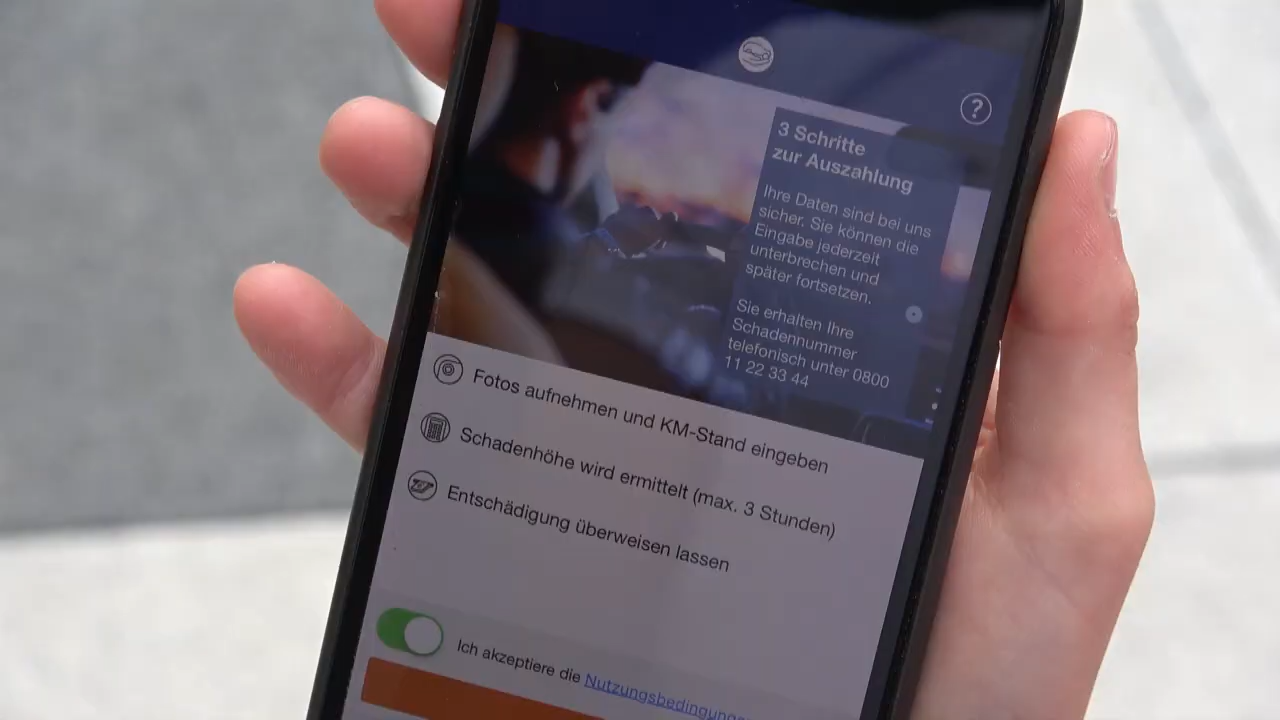 ?
3 Schritte
zur Auszahlung
Ihre Daten sind bei uns
sicher. Sie können die
Eingabe jederzeit
unterbrechen und
später fortsetzen.
Sie erhalten Ihre
Schadennummer
telefonisch unter 0800
11 22 33 44
Fotos aufnehmen und KM-Stand eingeben
Schadenhöhe wird ermittelt (max. 3 Stunden)
Entschädigung überweisen lassen
Ich akzeptiere die Nutzungsbedingung